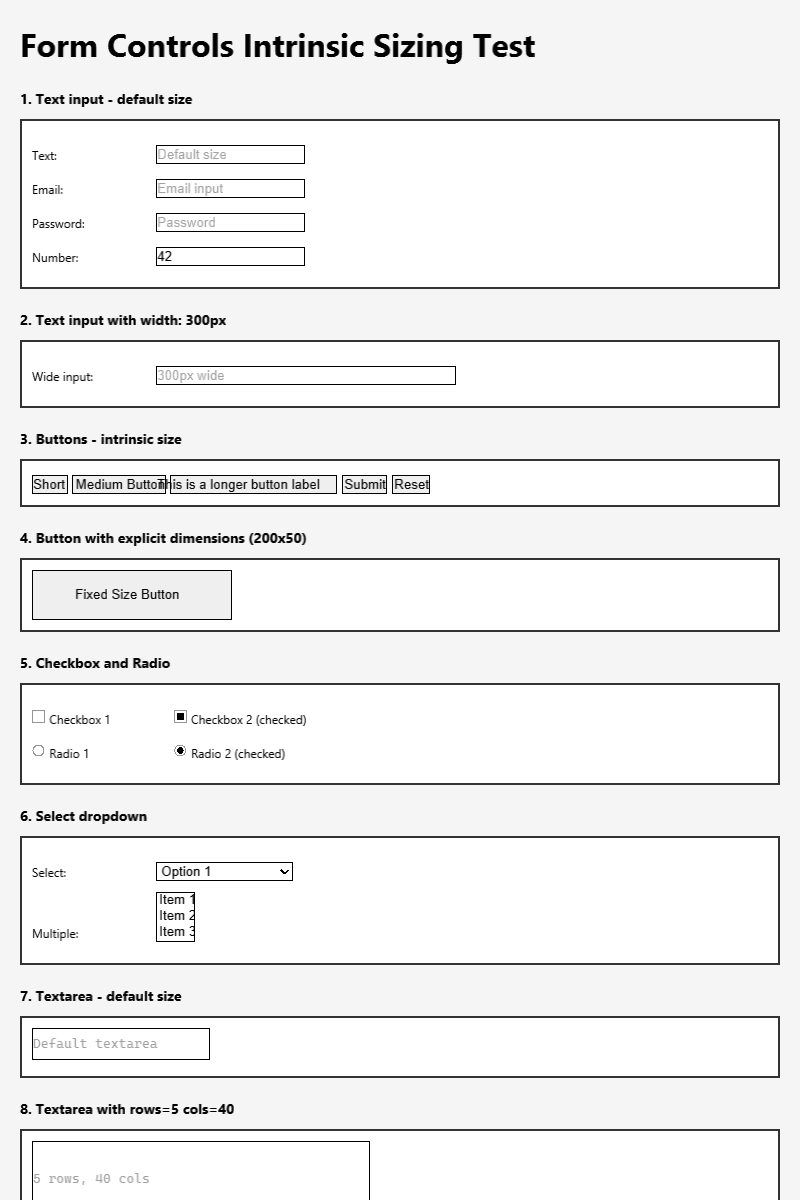 Form Controls Intrinsic Sizing Test
1. Text input - default size
Text: Default size
Email: Email input
Password: Password
Number: 42
2. Text input with width: 300px
Wide input: 300px wide
3. Buttons - intrinsic size
Short Medium Button This is a longer button label Submit Reset
4. Button with explicit dimensions (200x50)
Fixed Size Button
5. Checkbox and Radio
Checkbox 1 Checkbox 2 (checked)
Radio 1 Radio 2 (checked)
6. Select dropdown
Select: Option 1
Item 1
Item 2
Multiple: Item 3
7. Textarea - default size
Default textarea
8. Textarea with rows=5 cols=40
5 rows, 40 cols